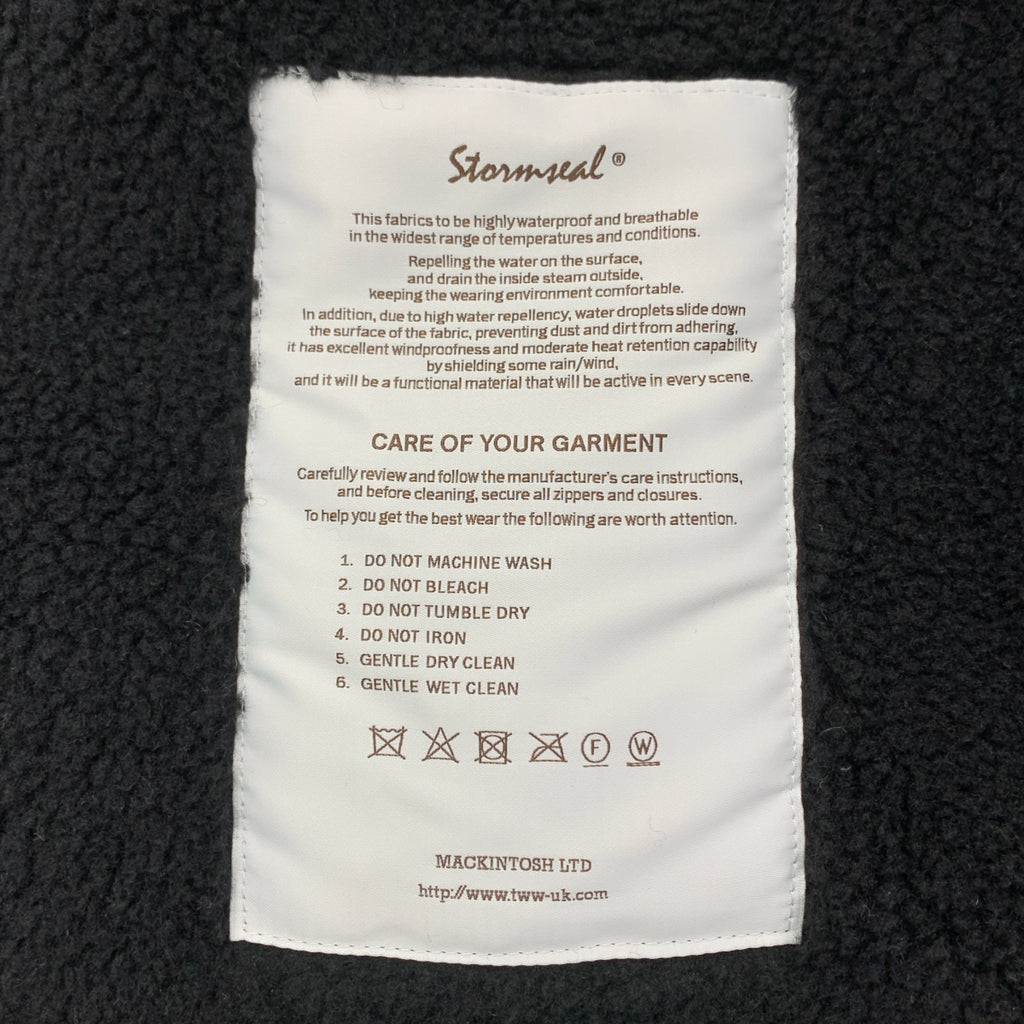 Stormseal ®
This fabrics to be highly waterproof and breathable
in the widest range of temperatures and conditions.
Repelling the water on the surface,
and drain the inside steam outside,
keeping the wearing environment comfortable.
In addition, due to high water repellency, water droplets slide down
the surface of the fabric, preventing dust and dirt from adhering,
it has excellent windproofness and moderate heat retention capability
by shielding some rain/wind,
and it will be a functional material that will be active in every scene.
CARE OF YOUR GARMENT
Carefully review and follow the manufacturer's care instructions,
and before cleaning, secure all zippers and closures.
To help you get the best wear the following are worth attention.
1. DO NOT MACHINE WASH
2. DO NOT BLEACH
3. DO NOT TUMBLE DRY
4. DO NOT IRON
5. GENTLE DRY CLEAN
6. GENTLE WET CLEAN
F W
MACKINTOSH LTD
http://www.tww-uk.com